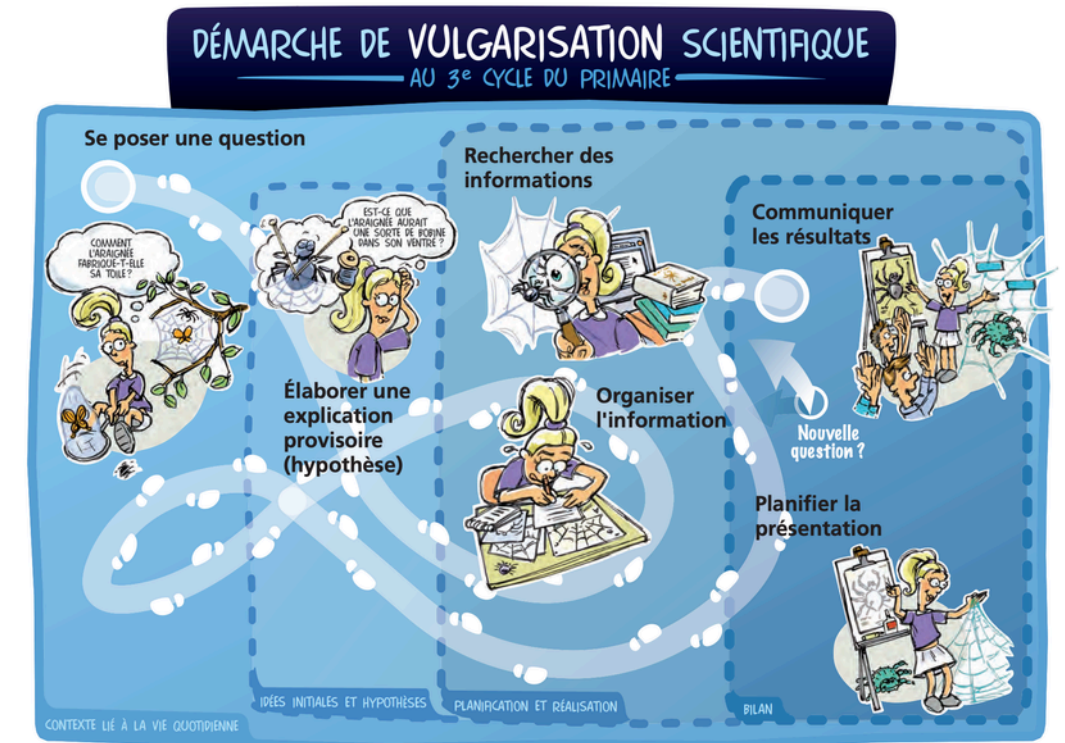 DÉMARCHE DE VULGARISATION SCIENTIFIQUE
AU 3e CYCLE DU PRIMAIRE
Se poser une question
COMMENT
L'ARAIGNÉE
FABRIQUE-T-ELLE
SA TOILE ?
EST-CE QUE
L'ARAIGNÉE AURAIT
UNE SORTE DE BOBINE
DANS SON VENTRE ?
Élaborer une
explication
provisoire
(hypothèse)
Rechercher des
informations
Organiser
l'information
Communiquer
les résultats
Nouvelle
question ?
Planifier la
présentation
CONTEXTE LIÉ À LA VIE QUOTIDIENNE
IDÉES INITIALES ET HYPOTHÈSES
PLANIFICATION ET RÉALISATION
BILAN